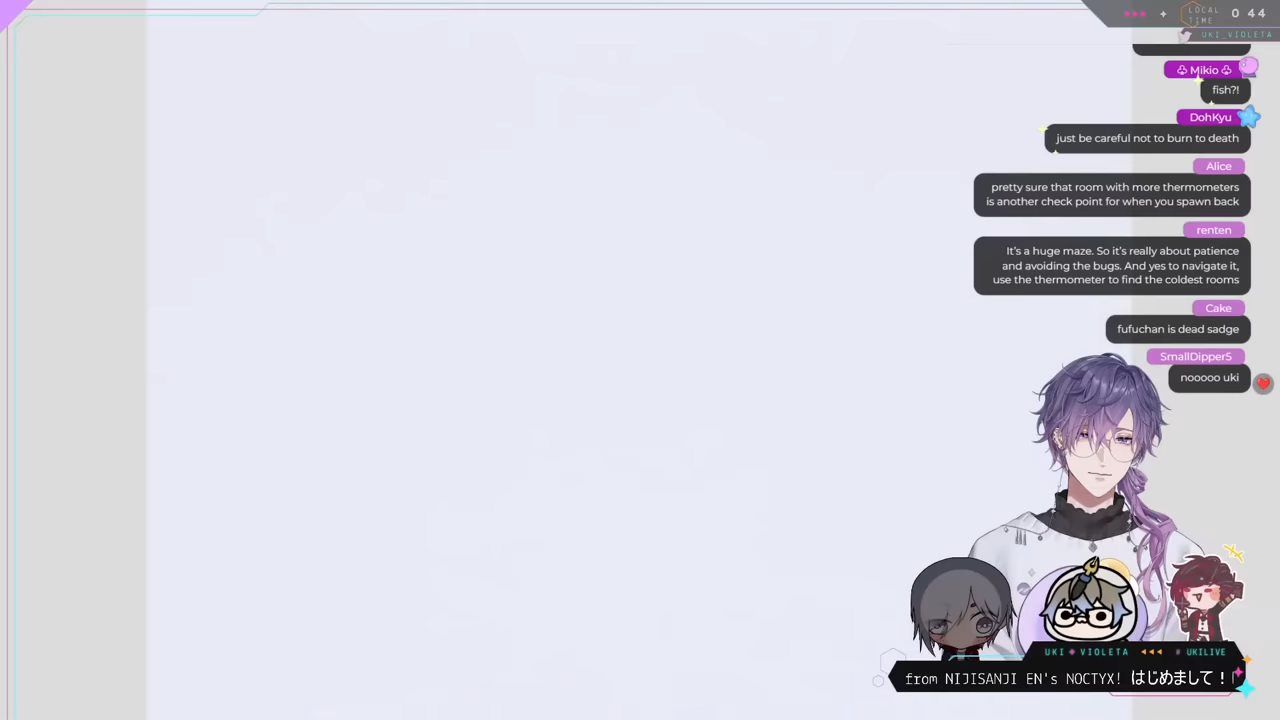 LOCAL
TIME
0 44
UKI_VIOLETA
♧ Mikio ♧
fish?!
DohKyu
just be careful not to burn to death
Alice
pretty sure that room with more thermometers
is another check point for when you spawn back
renten
It's a huge maze. So it's really about patience
and avoiding the bugs. And yes to navigate it,
use the thermometer to find the coldest rooms
Cake
fufuchan is dead sadge
SmallDipper5
nooooo uki
UKI ◆ VIOLETA ◀◀◀ # UKILIVE
from NIJISANJI EN's NOCTYX! はじめまして!